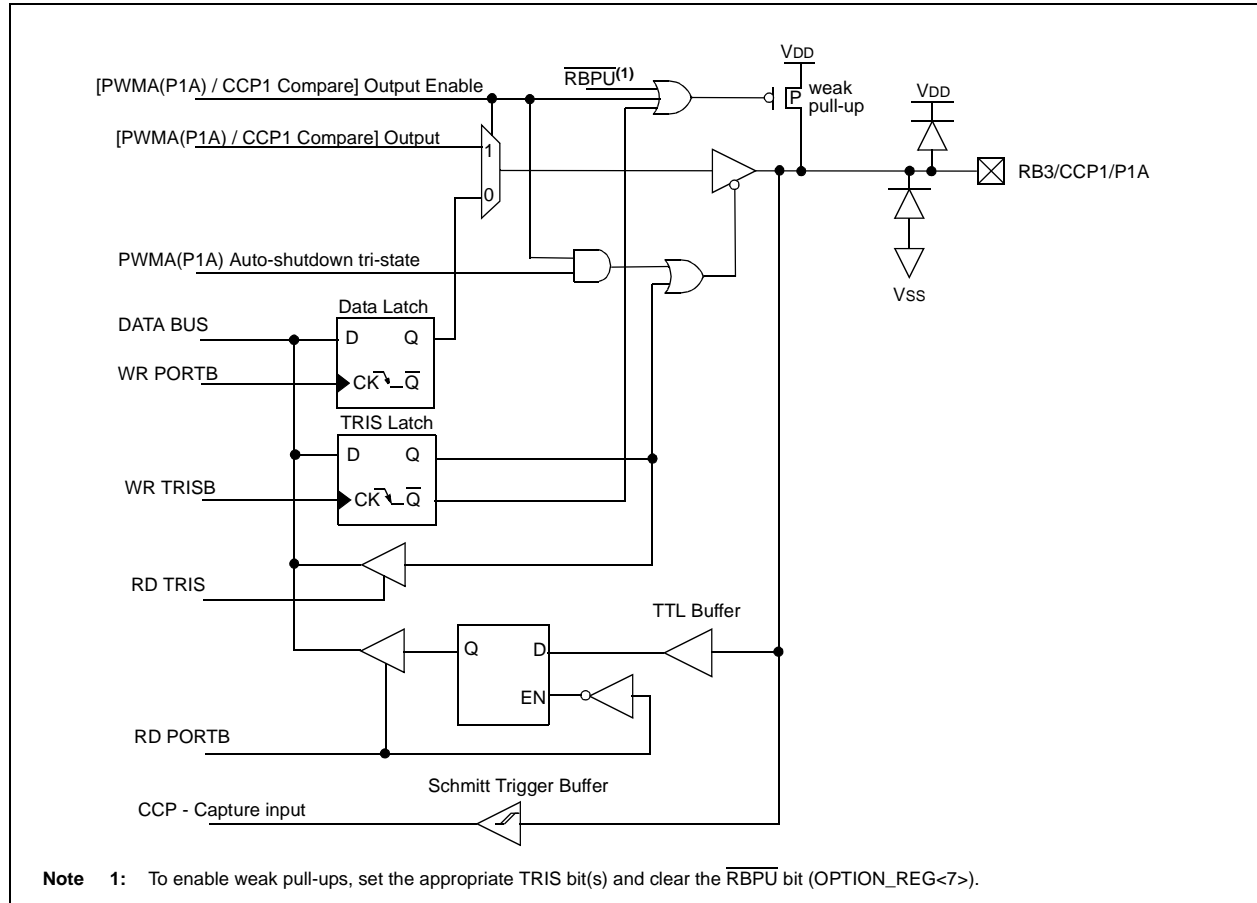 VDD
[PWMA(P1A) / CCP1 Compare] Output Enable
RBPU(1)
P
weak
pull-up
VDD
[PWMA(P1A) / CCP1 Compare] Output
1
0
RB3/CCP1/P1A
PWMA(P1A) Auto-shutdown tri-state
VSS
Data Latch
DATA BUS
D Q
WR PORTB
CK Q
TRIS Latch
D Q
WR TRISB
CK Q
RD TRIS
TTL Buffer
Q D
EN
RD PORTB
Schmitt Trigger Buffer
CCP - Capture input
Note 1: To enable weak pull-ups, set the appropriate TRIS bit(s) and clear the RBPU bit (OPTION_REG<7>).